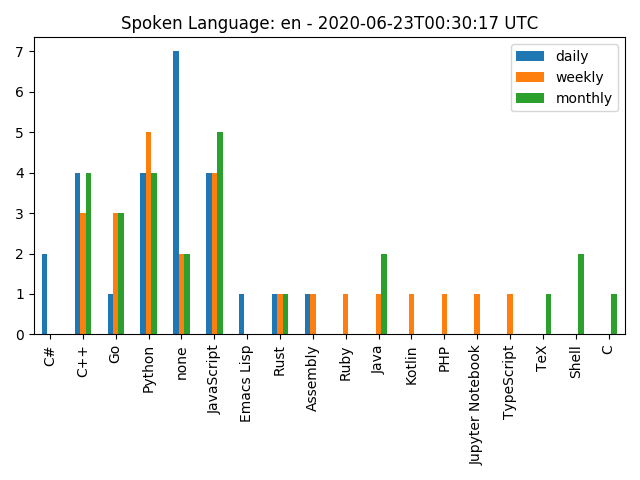 Spoken Language: en - 2020-06-23T00:30:17 UTC
daily
weekly
monthly
7
6
5
4
3
2
1
0
C#
C++
Go
Python
none
JavaScript
Emacs Lisp
Rust
Assembly
Ruby
Java
Kotlin
PHP
Jupyter Notebook
TypeScript
TeX
Shell
C